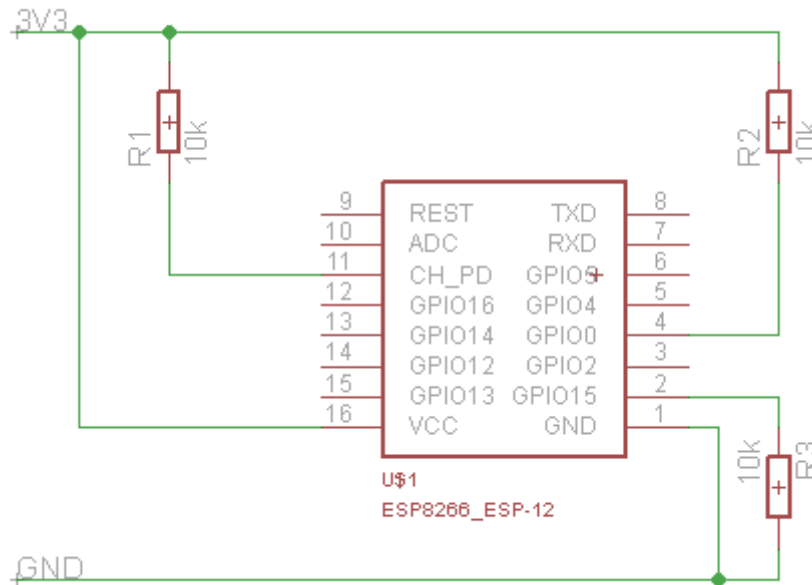 3V3
R1
10k
R2
10k
9 REST TXD 8
10 ADC RXD 7
11 CH_PD GPIO5 6
12 GPIO16 GPIO4 5
13 GPIO14 GPIO0 4
14 GPIO12 GPIO2 3
15 GPIO13 GPIO15 2
16 VCC GND 1
10k
R3
U$1
ESP8266_ESP-12
GND